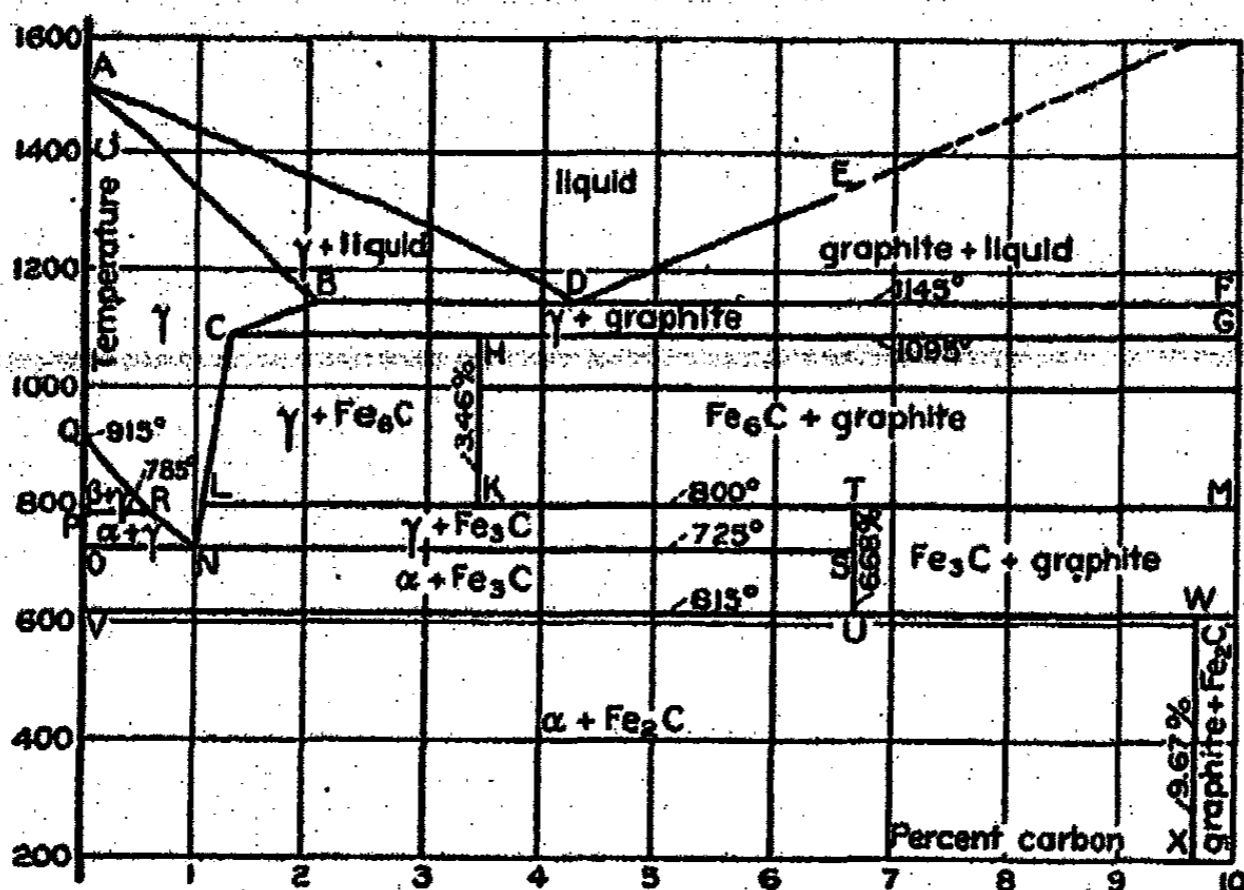 1600
A
1400
Temperature C
liquid
E
γ + liquid
graphite + liquid
1200
B
D
1145°
F
γ
C
γ + graphite
G
H
1095°
1000
3.46%
γ + Fe₆C
Fe₆C + graphite
Q
915°
785°
β+γ
R
L
K
800°
T
M
800
P
α+γ
γ + Fe₃C
725°
6.68%
O
N
α + Fe₃C
S
Fe₃C + graphite
615°
W
600
V
U
graphite + Fe₂C
α + Fe₂C
400
9.67%
Percent carbon
X
200
0 1 2 3 4 5 6 7 8 9 10